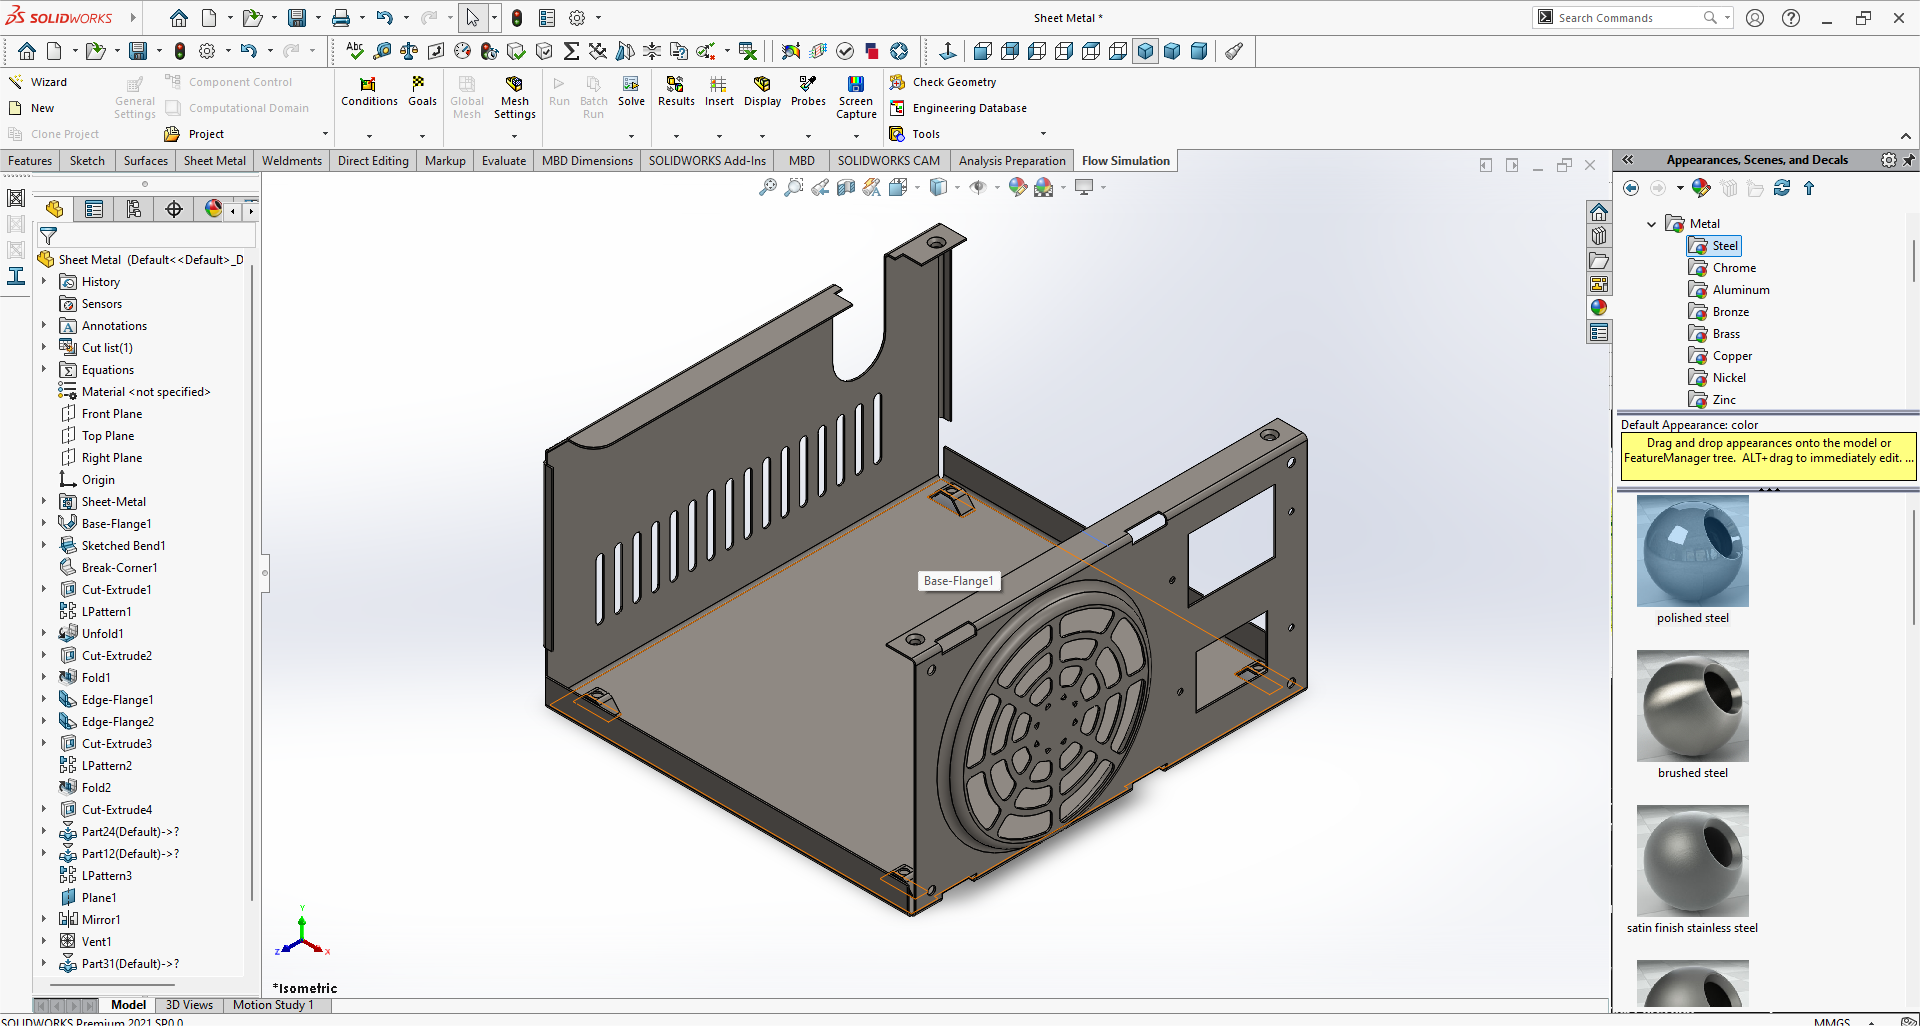 SOLIDWORKS
Sheet Metal *
Search Commands
Abc
Wizard
New
Clone Project
General Settings
Component Control
Computational Domain
Project
Conditions
Goals
Global Mesh
Mesh Settings
Run
Batch Run
Solve
Results
Insert
Display
Probes
Screen Capture
Check Geometry
Engineering Database
Tools
Features
Sketch
Surfaces
Sheet Metal
Weldments
Direct Editing
Markup
Evaluate
MBD Dimensions
SOLIDWORKS Add-Ins
MBD
SOLIDWORKS CAM
Analysis Preparation
Flow Simulation
Sheet Metal (Default<<Default>_D
History
Sensors
Annotations
Cut list(1)
Equations
Material <not specified>
Front Plane
Top Plane
Right Plane
Origin
Sheet-Metal
Base-Flange1
Sketched Bend1
Break-Corner1
Cut-Extrude1
LPattern1
Unfold1
Cut-Extrude2
Fold1
Edge-Flange1
Edge-Flange2
Cut-Extrude3
LPattern2
Fold2
Cut-Extrude4
Part24(Default)->?
Part12(Default)->?
LPattern3
Plane1
Mirror1
Vent1
Part31(Default)->?
Base-Flange1
Y
Z
X
*Isometric
Model
3D Views
Motion Study 1
SOLIDWORKS Premium 2021 SP0.0
MMGS
Appearances, Scenes, and Decals
Metal
Steel
Chrome
Aluminum
Bronze
Brass
Copper
Nickel
Zinc
Default Appearance: color
Drag and drop appearances onto the model or
FeatureManager tree. ALT+drag to immediately edit. ...
polished steel
brushed steel
satin finish stainless steel